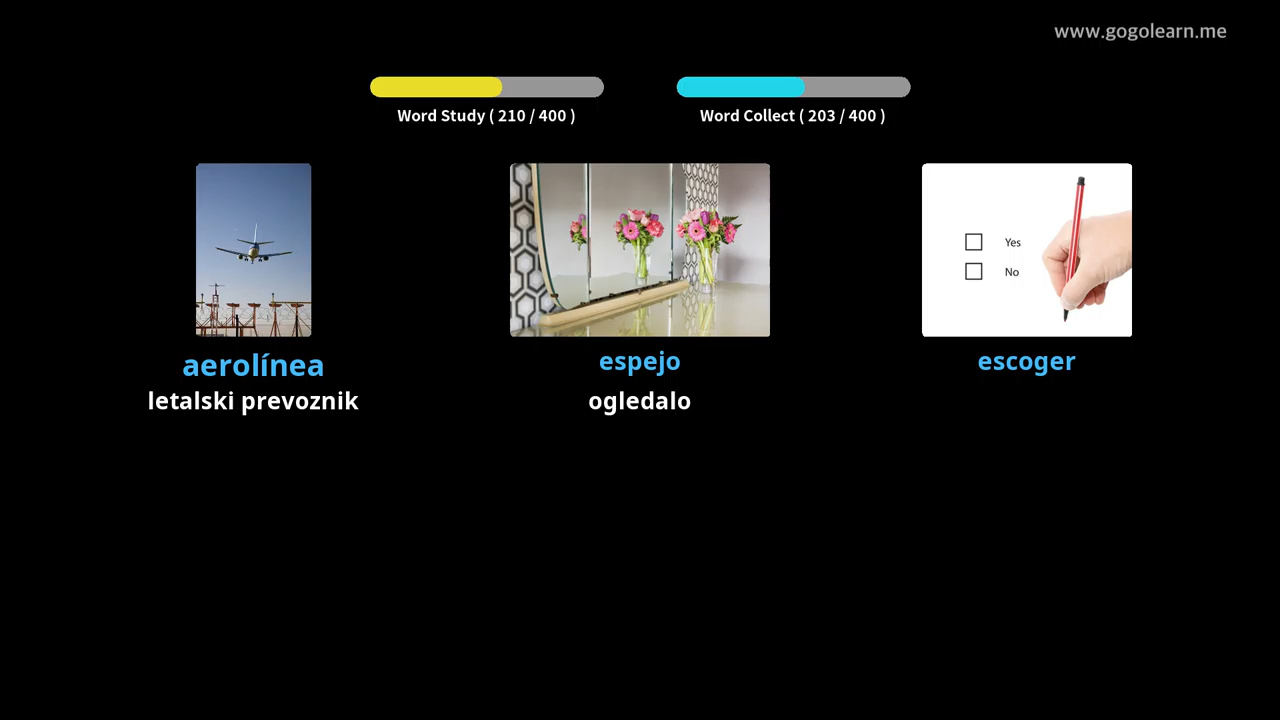 www.gogolearn.me
Word Study ( 210 / 400 )
Word Collect ( 203 / 400 )
Yes
No
aerolínea
espejo
escoger
letalski prevoznik
ogledalo